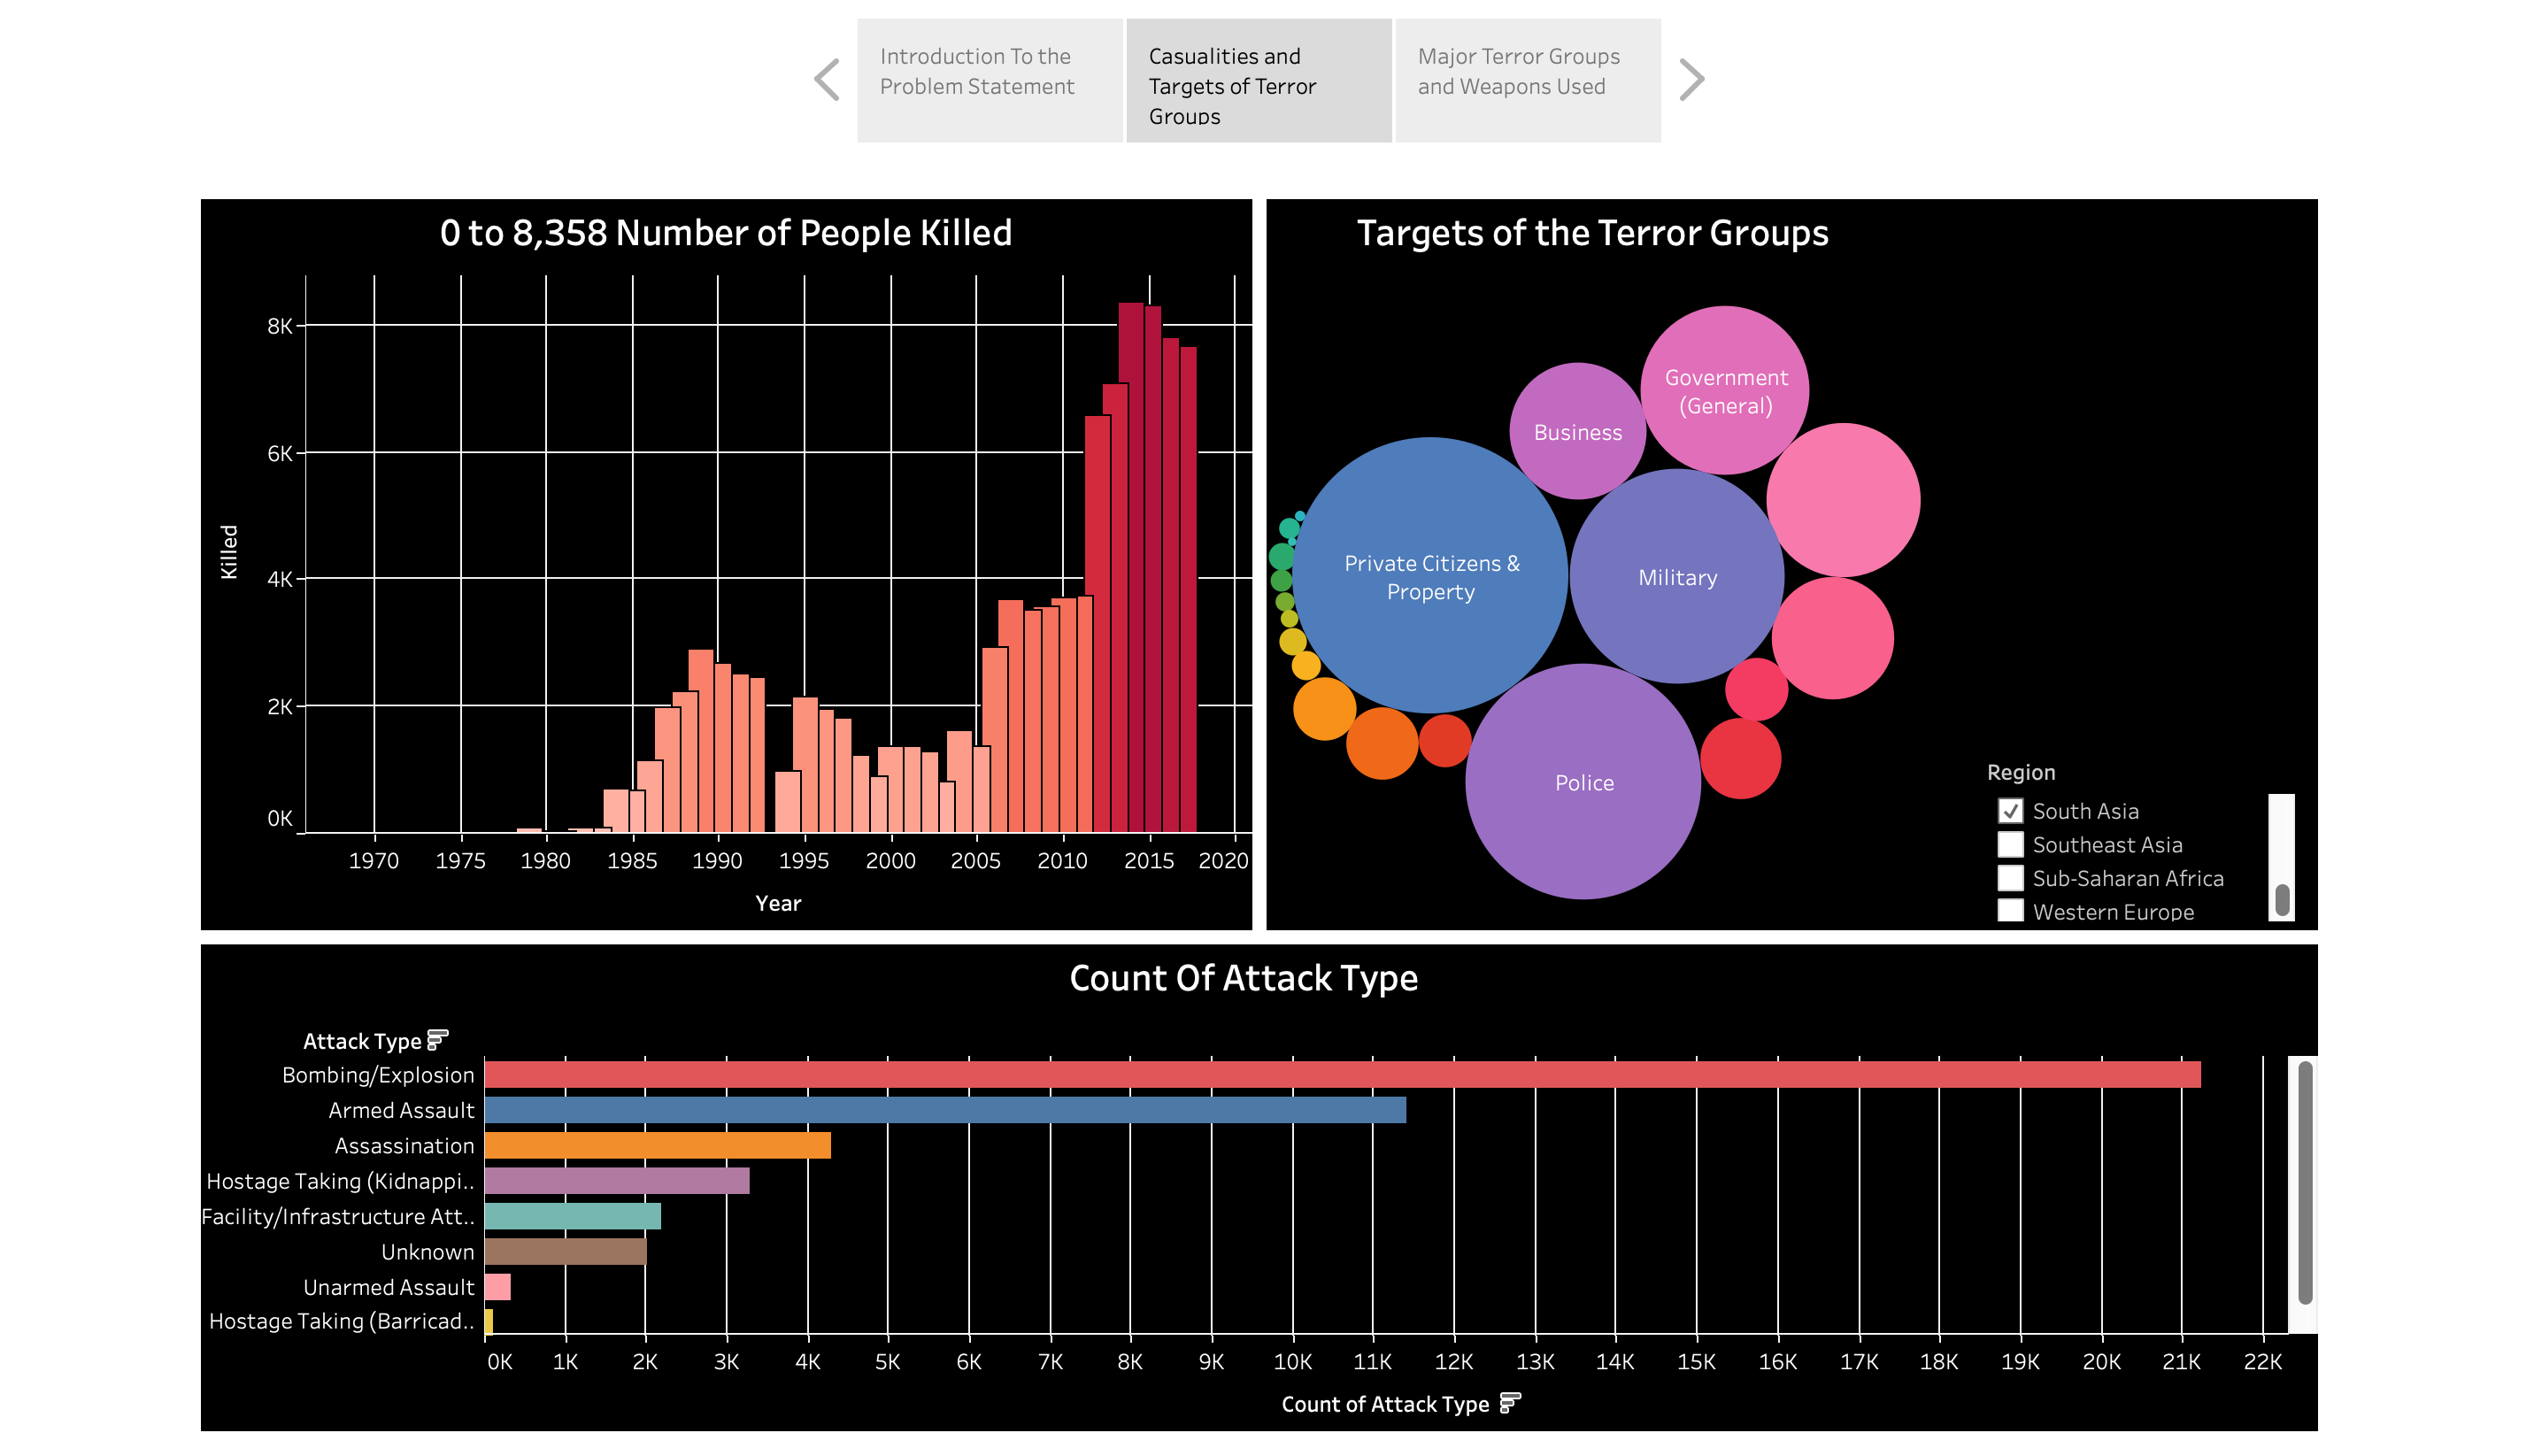 Introduction To the
Problem Statement
Casualities and
Targets of Terror
Groups
Major Terror Groups
and Weapons Used
0 to 8,358 Number of People Killed
8K
6K
4K
2K
0K
Killed
1970 1975 1980 1985 1990 1995 2000 2005 2010 2015 2020
Year
Targets of the Terror Groups
Government
(General)
Business
Private Citizens &
Property
Military
Police
Region
South Asia
Southeast Asia
Sub-Saharan Africa
Western Europe
Count Of Attack Type
Attack Type
Bombing/Explosion
Armed Assault
Assassination
Hostage Taking (Kidnappi..
Facility/Infrastructure Att..
Unknown
Unarmed Assault
Hostage Taking (Barricad..
0K 1K 2K 3K 4K 5K 6K 7K 8K 9K 10K 11K 12K 13K 14K 15K 16K 17K 18K 19K 20K 21K 22K
Count of Attack Type